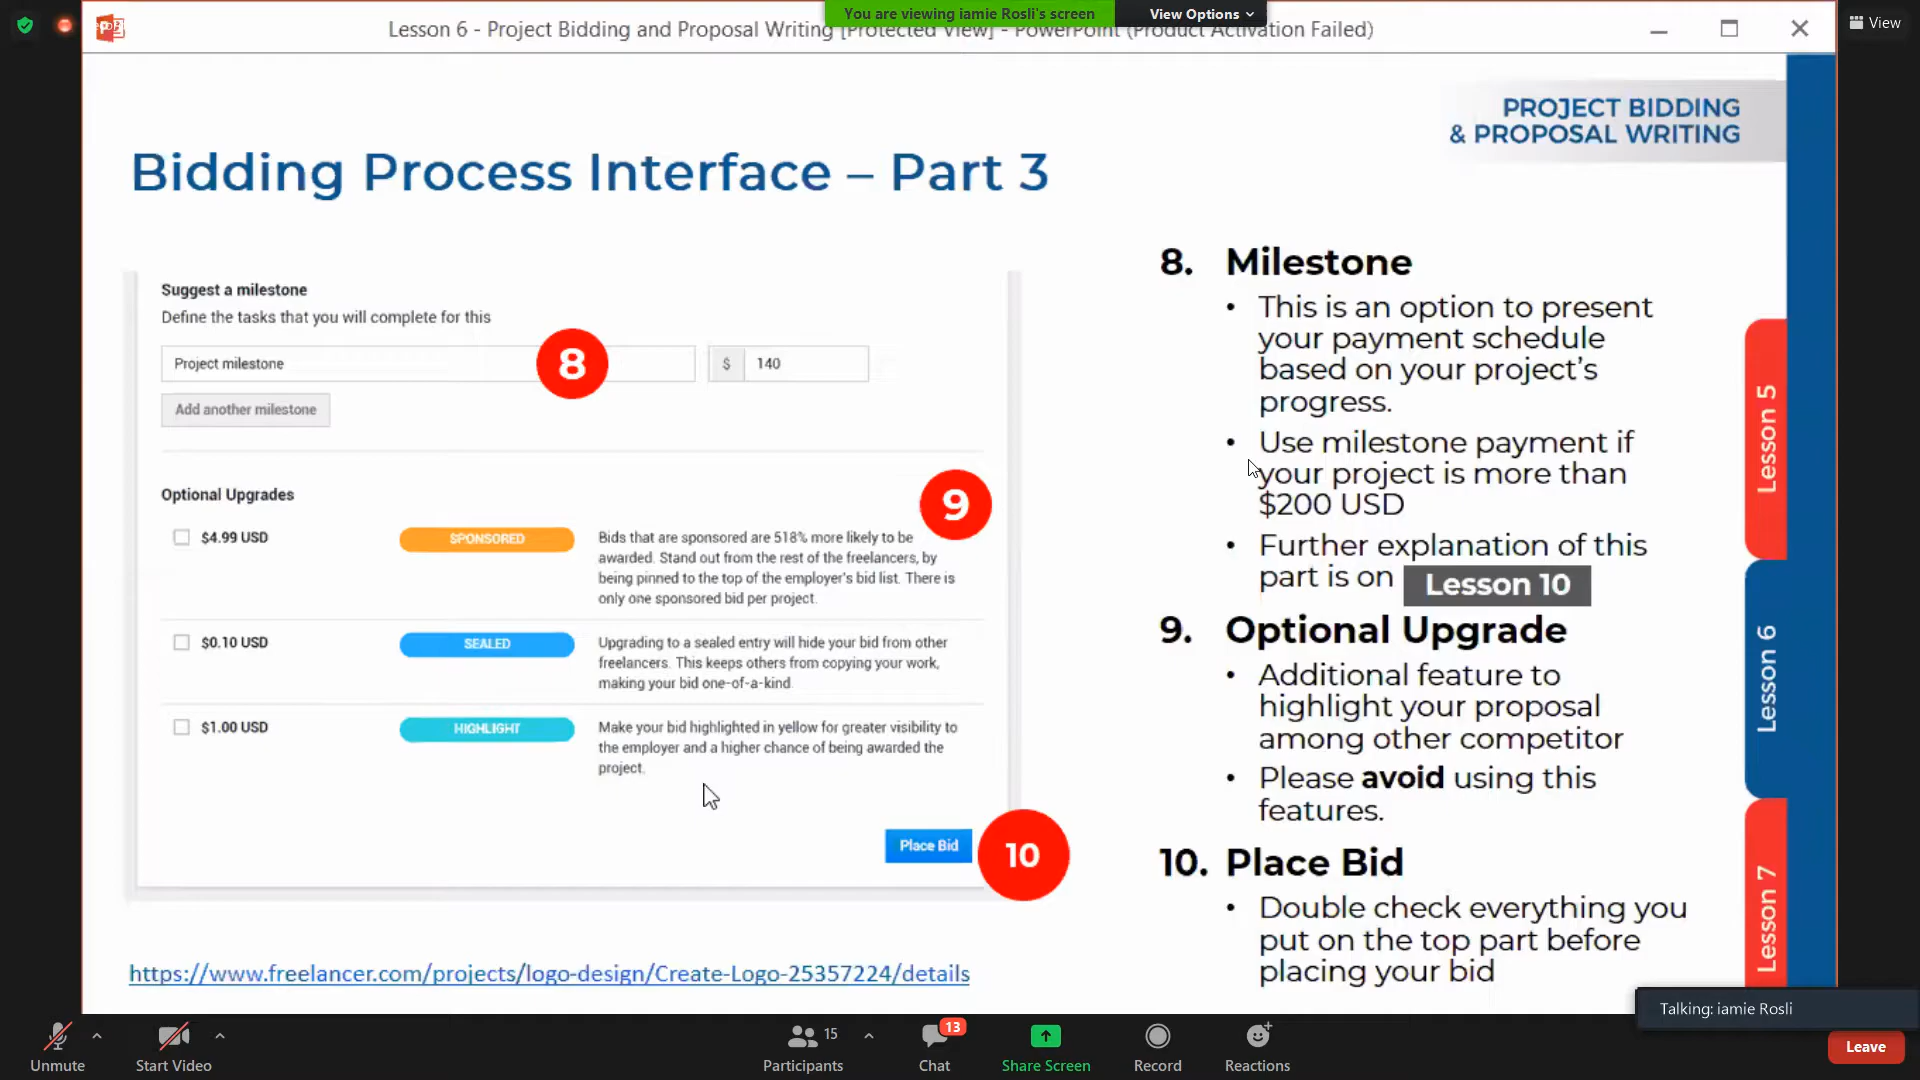 You are viewing iamie Rosli's screen
View Options
View
Lesson 6 - Project Bidding and Proposal Writing [Protected View] - PowerPoint (Product Activation Failed)
PROJECT BIDDING
& PROPOSAL WRITING
Bidding Process Interface – Part 3
Suggest a milestone
Define the tasks that you will complete for this
Project milestone
8
$ 140
Add another milestone
Optional Upgrades
9
$4.99 USD
SPONSORED
Bids that are sponsored are 518% more likely to be
awarded. Stand out from the rest of the freelancers, by
being pinned to the top of the employer's bid list. There is
only one sponsored bid per project.
$0.10 USD
SEALED
Upgrading to a sealed entry will hide your bid from other
freelancers. This keeps others from copying your work,
making your bid one-of-a-kind.
$1.00 USD
HIGHLIGHT
Make your bid highlighted in yellow for greater visibility to
the employer and a higher chance of being awarded the
project.
Place Bid
10
https://www.freelancer.com/projects/logo-design/Create-Logo-25357224/details
8. Milestone
• This is an option to present
your payment schedule
based on your project's
progress.
• Use milestone payment if
your project is more than
$200 USD
• Further explanation of this
part is on Lesson 10
9. Optional Upgrade
• Additional feature to
highlight your proposal
among other competitor
• Please avoid using this
features.
10. Place Bid
• Double check everything you
put on the top part before
placing your bid
Lesson 5
Lesson 6
Lesson 7
Talking: iamie Rosli
Unmute
Start Video
15
Participants
13
Chat
Share Screen
Record
Reactions
Leave